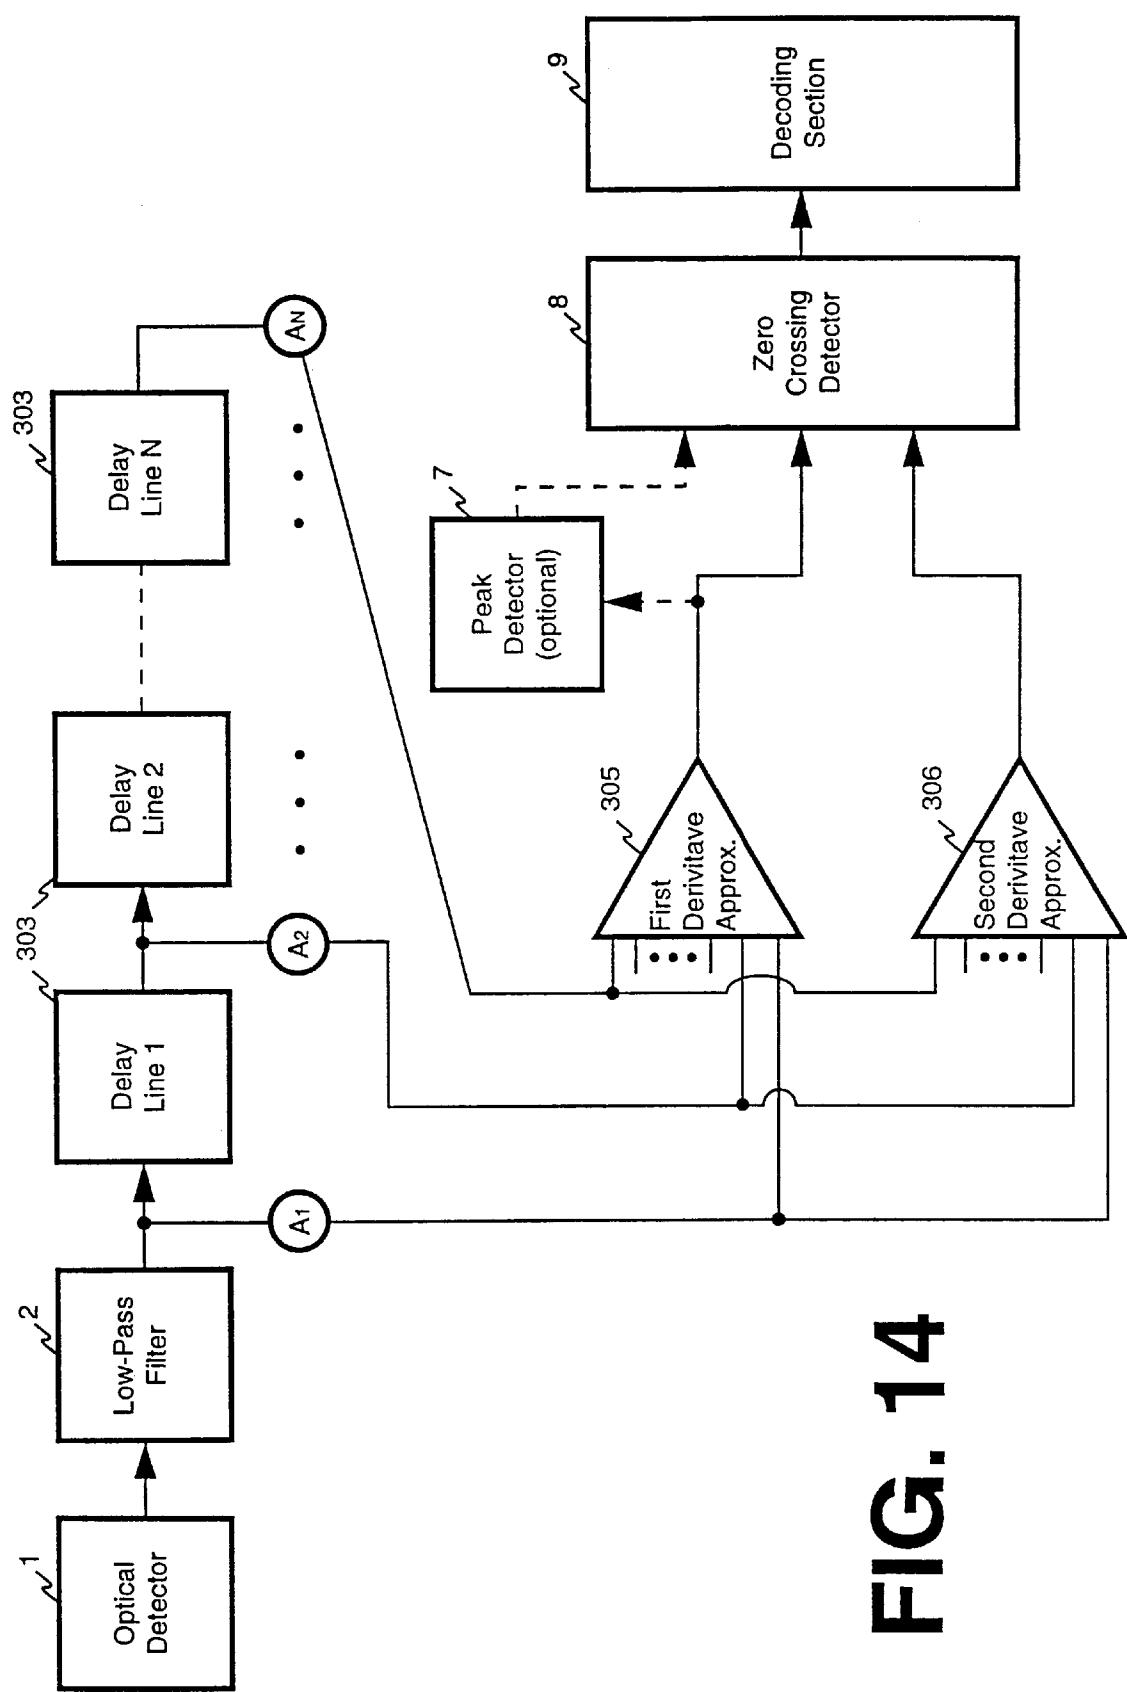 1
Optical
Detector
2
Low-Pass
Filter
303
Delay
Line 1
303
Delay
Line 2
303
Delay
Line N
A1
A2
AN
7
Peak
Detector
(optional)
305
First
Derivitave
Approx.
306
Second
Derivitave
Approx.
8
Zero
Crossing
Detector
9
Decoding
Section
FIG. 14